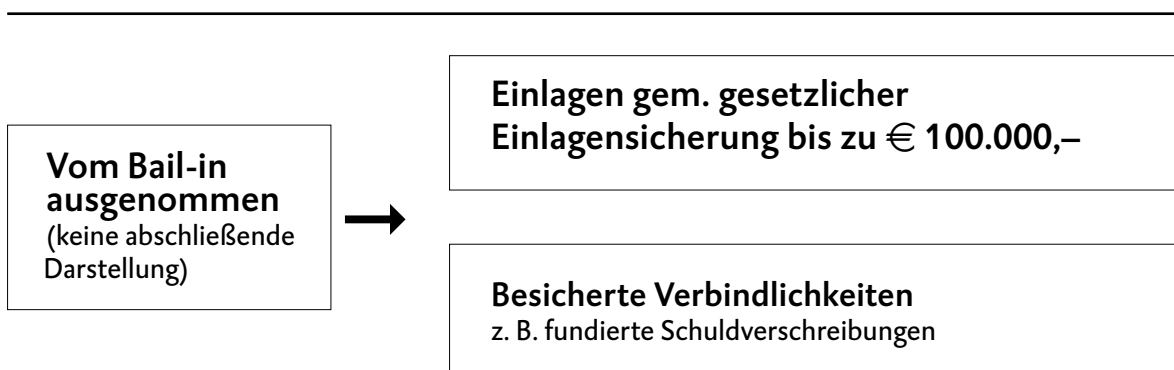 Vom Bail-in
ausgenommen
(keine abschließende
Darstellung)
Einlagen gem. gesetzlicher
Einlagensicherung bis zu € 100.000,–
Besicherte Verbindlichkeiten
z. B. fundierte Schuldverschreibungen